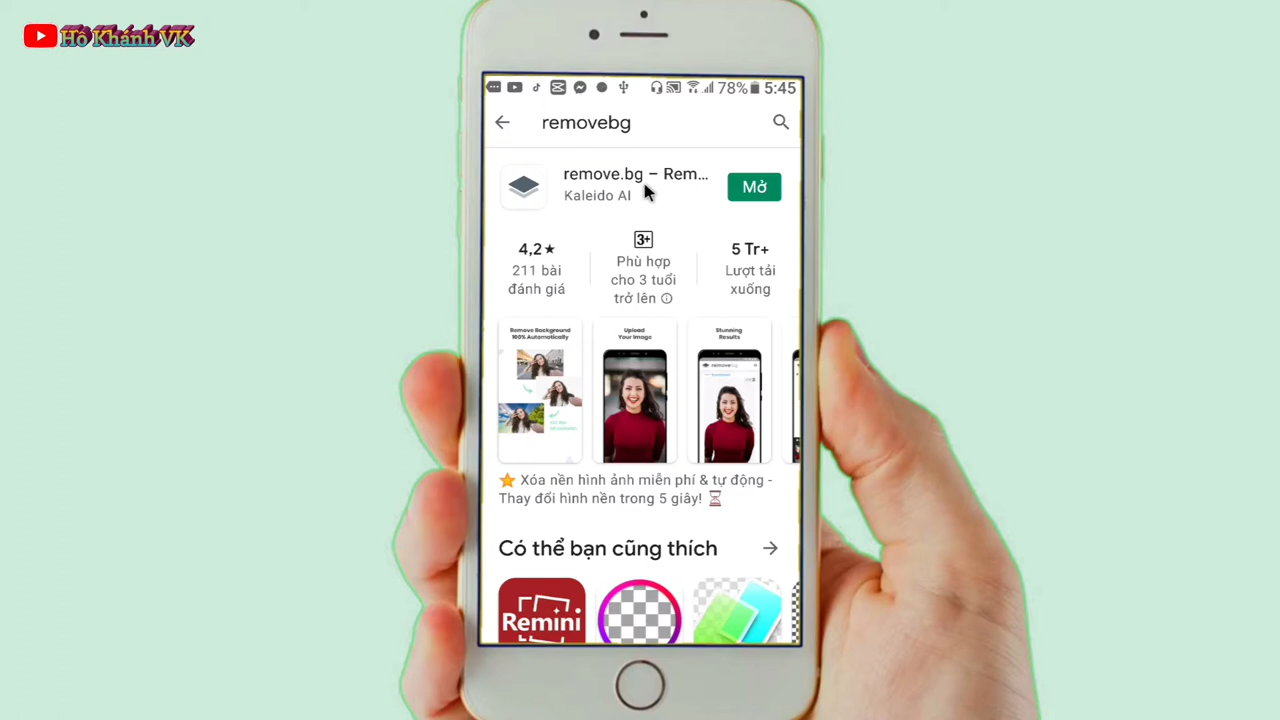 Hồ Khánh VK
78% 5:45
removebg
remove.bg – Rem...
Kaleido AI
Mở
4,2★
211 bài
đánh giá
3+
Phù hợp
cho 3 tuổi
trở lên
5 Tr+
Lượt tải
xuống
Remove Background
100% Automatically
Upload
Your Image
Stunning
Results
⭐ Xóa nền hình ảnh miễn phí & tự động -
Thay đổi hình nền trong 5 giây! ⏳
Có thể bạn cũng thích
Remini